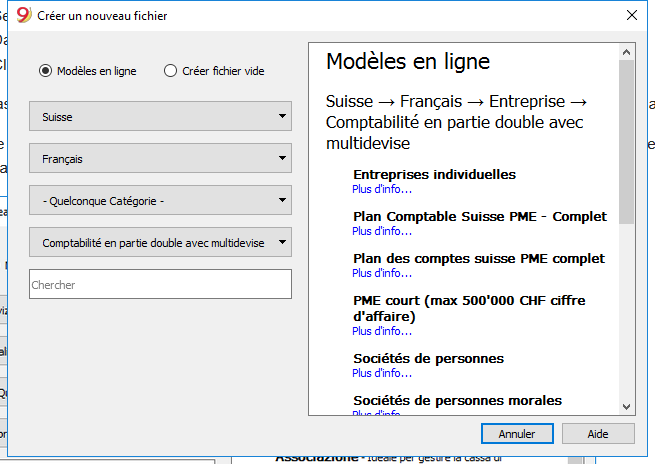 Créer un nouveau fichier
Modèles en ligne
Créer fichier vide
Suisse
Français
- Quelconque Catégorie -
Comptabilité en partie double avec multidevise
Chercher
Modèles en ligne
Suisse → Français → Entreprise →
Comptabilité en partie double avec
multidevise
Entreprises individuelles
Plus d'info...
Plan Comptable Suisse PME - Complet
Plus d'info...
Plan des comptes suisse PME complet
Plus d'info...
PME court (max 500'000 CHF ciffre
d'affaire)
Plus d'info...
Sociétés de personnes
Plus d'info...
Sociétés de personnes morales
Plus d'info...
Annuler
Aide
Associazione - Ideale per gestire la cassa di